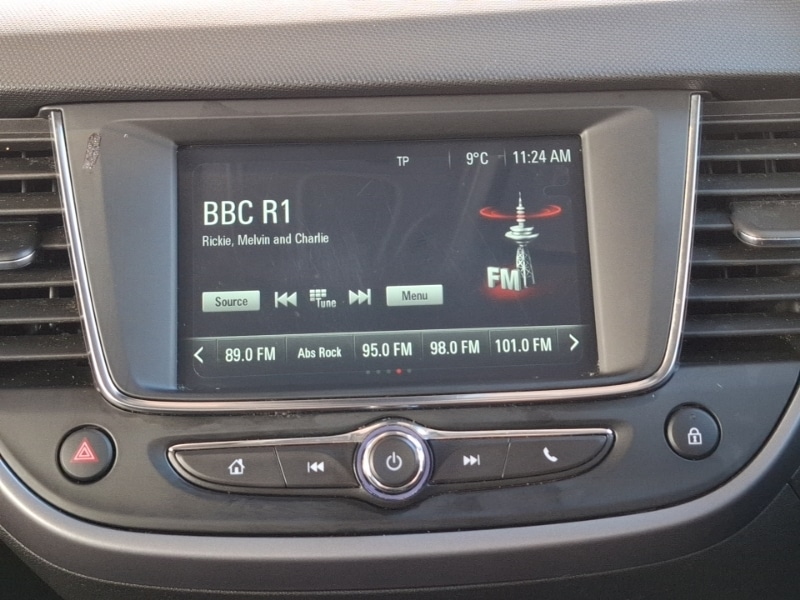 TP 9°C 11:24 AM
BBC R1
Rickie, Melvin and Charlie
FM
Source Tune Menu
89.0 FM Abs Rock 95.0 FM 98.0 FM 101.0 FM